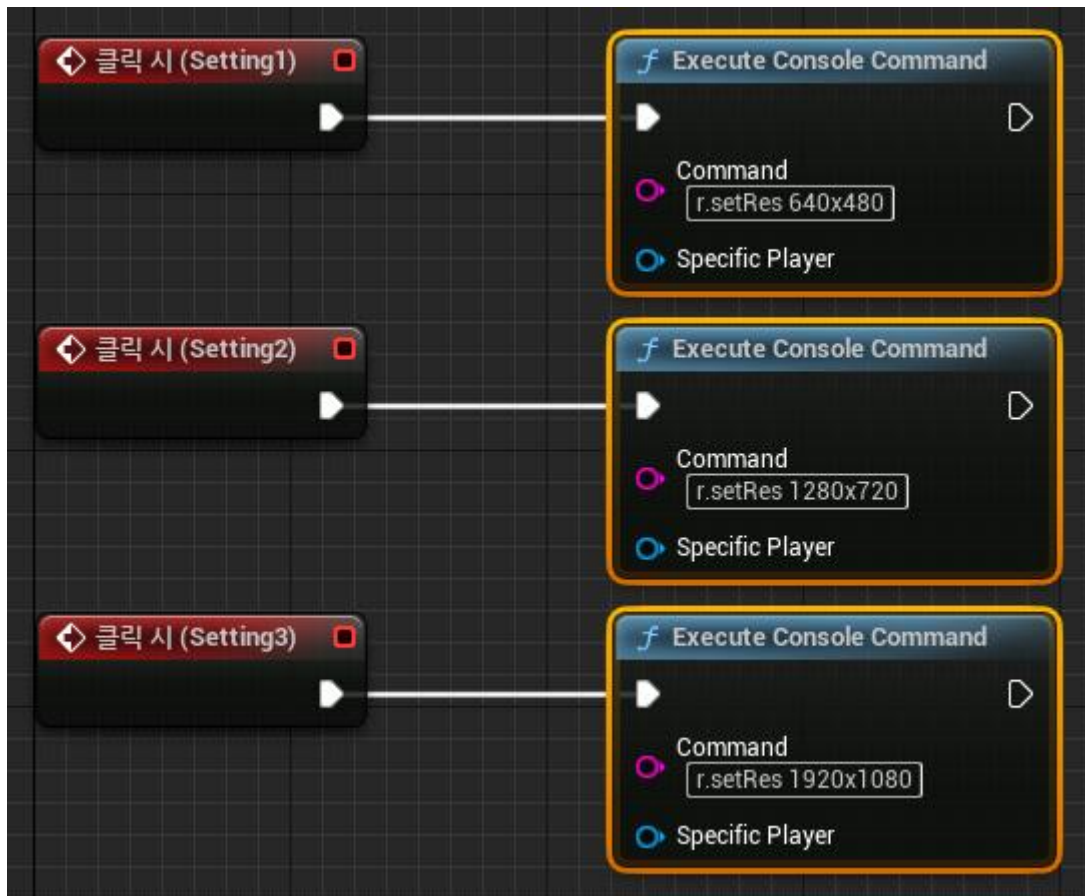 클릭 시 (Setting1)
f Execute Console Command
Command
r.setRes 640x480
Specific Player
클릭 시 (Setting2)
f Execute Console Command
Command
r.setRes 1280x720
Specific Player
클릭 시 (Setting3)
f Execute Console Command
Command
r.setRes 1920x1080
Specific Player